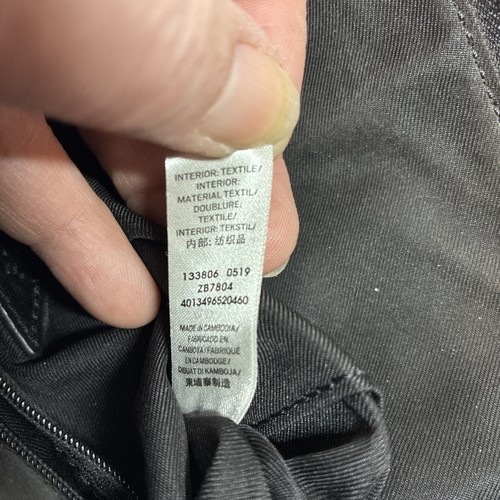 INTERIOR: TEXTILE/
INTERIOR:
MATERIAL TEXTIL/
DOUBLURE:
TEXTILE/
INTERIOR: TEKSTIL/
内部: 纺织品
133806 0519
ZB7804
4013496520460
MADE IN CAMBODIA/
FABRICADO EN
CAMBOYA/FABRIQUÉ
EN CAMBODGE/
DIBUAT DI KAMBOJA/
柬埔寨制造